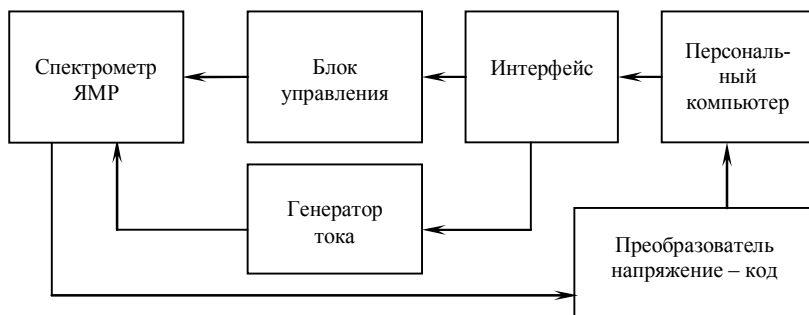 Спектрометр
ЯМР
Блок
управления
Интерфейс
Персональ-
ный
компьютер
Генератор
тока
Преобразователь
напряжение – код